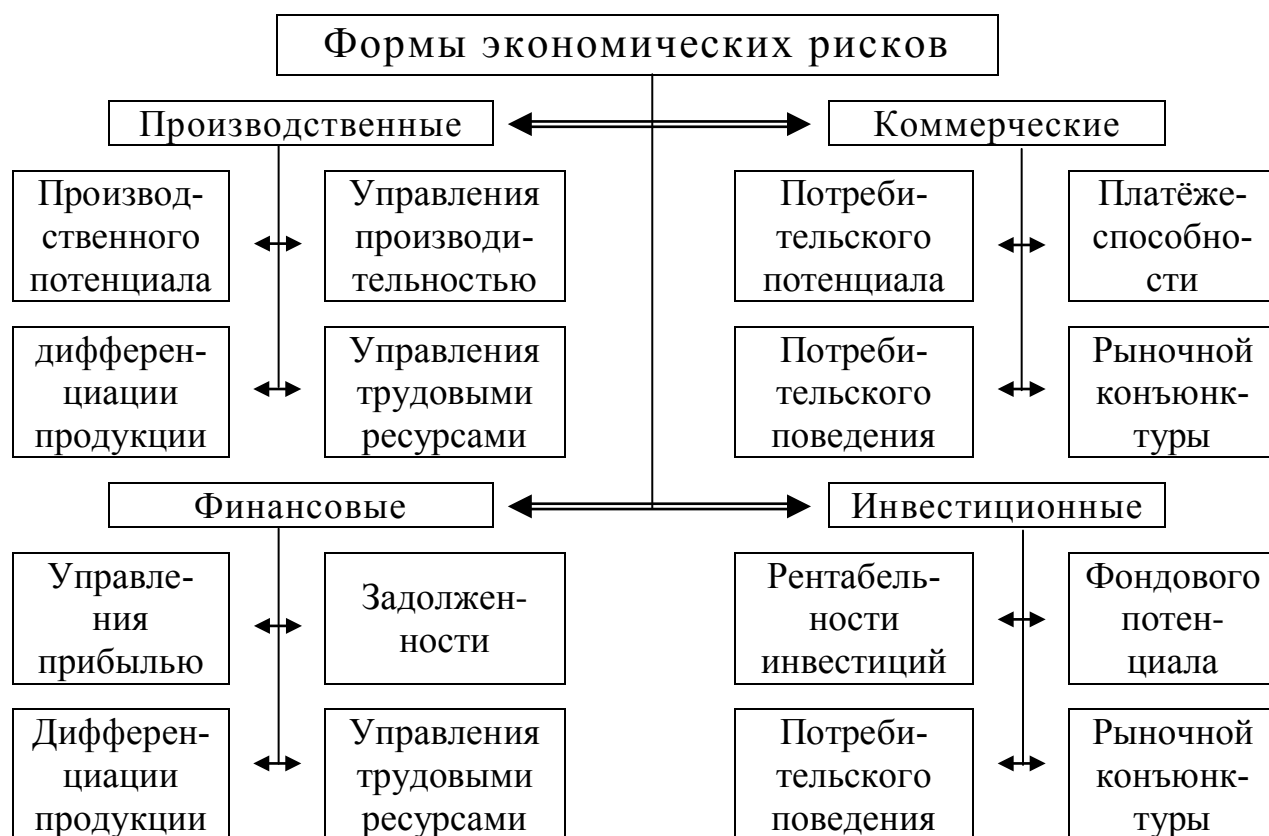 Формы экономических рисков
Производственные
Коммерческие
Производ-
ственного
потенциала
Управления
производи-
тельностью
Потреби-
тельского
потенциала
Платёже-
способно-
сти
дифферен-
циации
продукции
Управления
трудовыми
ресурсами
Потреби-
тельского
поведения
Рыночной
конъюнк-
туры
Финансовые
Инвестиционные
Управле-
ния
прибылью
Задолжен-
ности
Рентабель-
ности
инвестиций
Фондового
потен-
циала
Дифферен-
циации
продукции
Управления
трудовыми
ресурсами
Потреби-
тельского
поведения
Рыночной
конъюнк-
туры